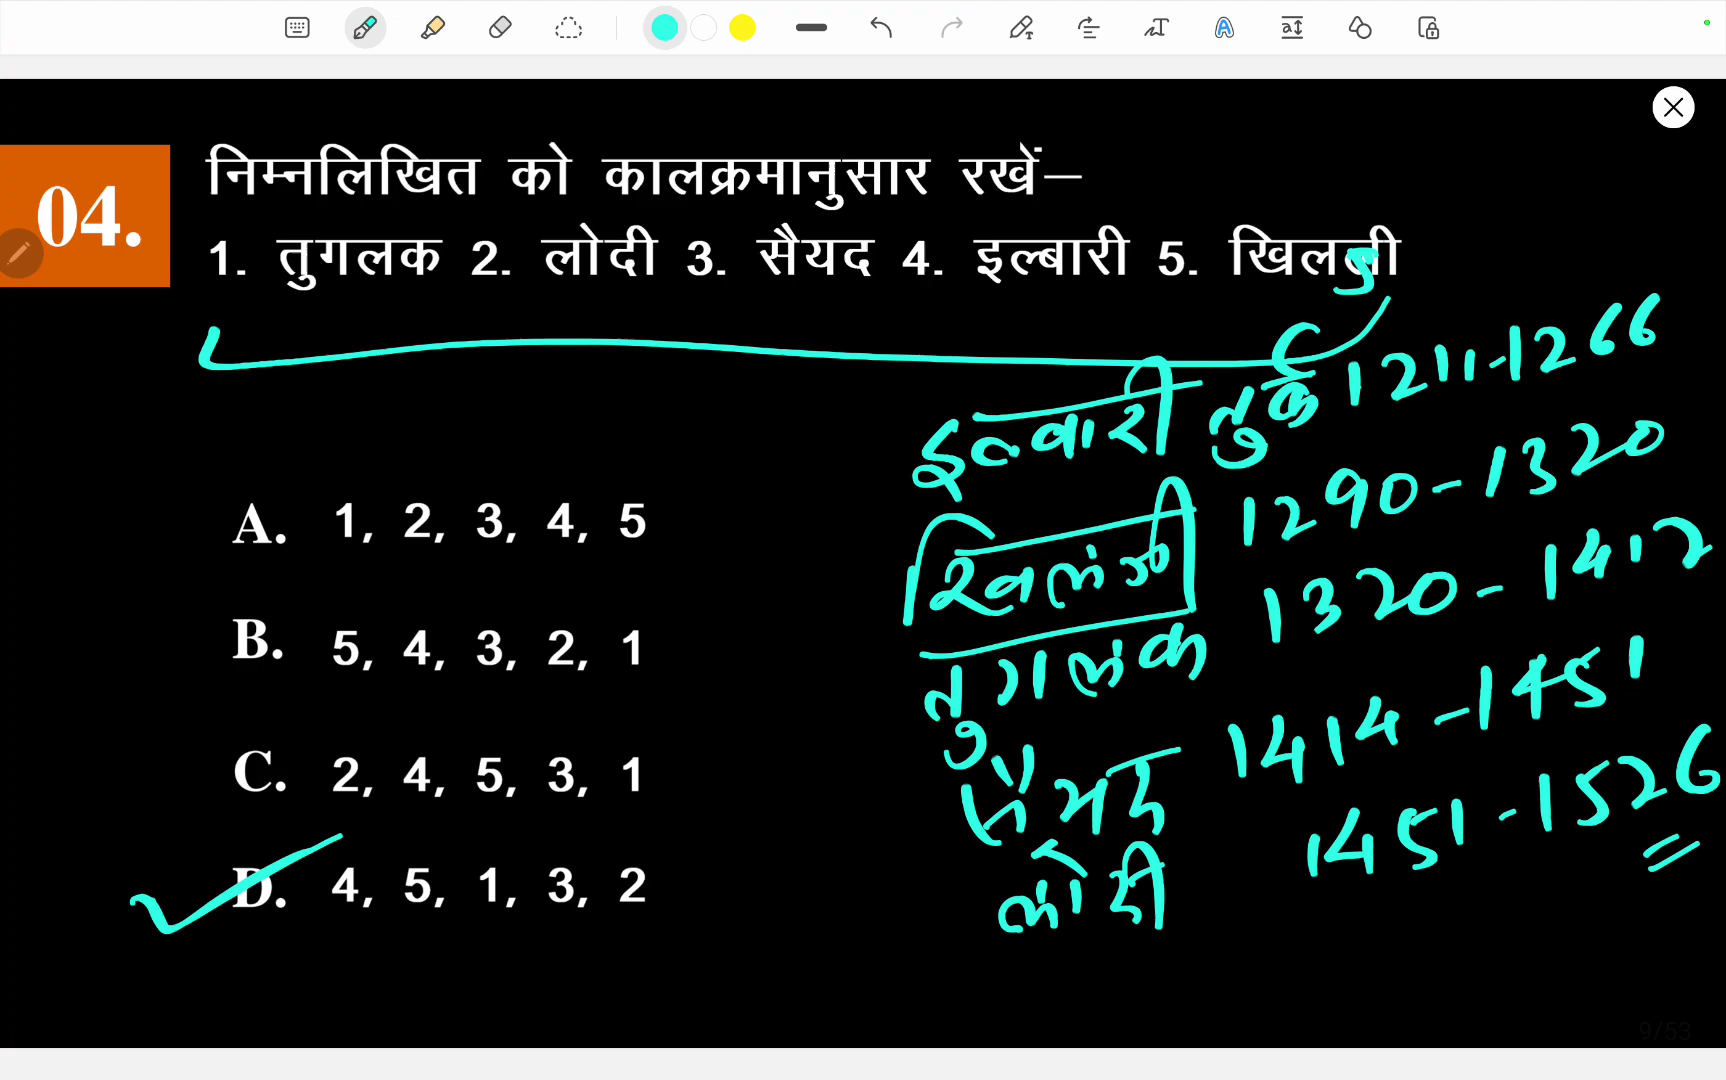 04.
निम्नलिखित को कालक्रमानुसार रखें–
1. तुगलक 2. लोदी 3. सैयद 4. इल्बारी 5. खिलजी
A. 1, 2, 3, 4, 5
B. 5, 4, 3, 2, 1
C. 2, 4, 5, 3, 1
D. 4, 5, 1, 3, 2
इल्वारी तुर्क 1211-1266
खिलजी 1290-1320
तुगलक 1320-1412
सैयद 1414-1451
लोदी 1451-1526
9/53